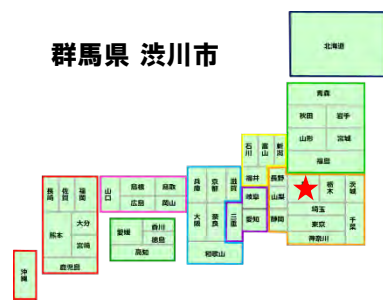 群馬県 渋川市
北海道
青森
秋田 岩手
山形 宮城
福島
石川 富山 新潟
福井 長野
岐阜 山梨
愛知 静岡
栃木 茨城
埼玉
東京 千葉
神奈川
兵庫 京都 滋賀
大阪 奈良 三重
和歌山
山口 島根 鳥取
広島 岡山
愛媛 香川
徳島
高知
長崎 佐賀 福岡
熊本 大分
宮崎
鹿児島
沖縄